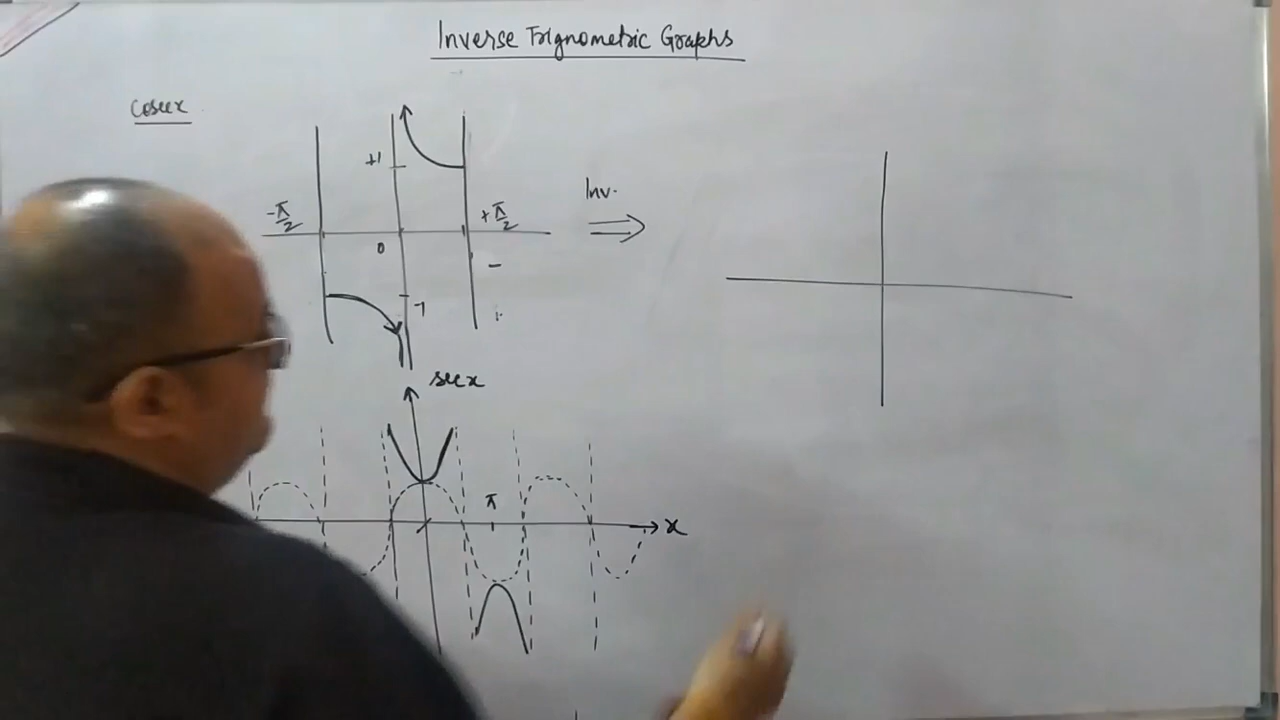 Inverse Trignometric Graphs
cosecx
+1
-π/2
+π/2
Inv.
0
-1
secx
π
x